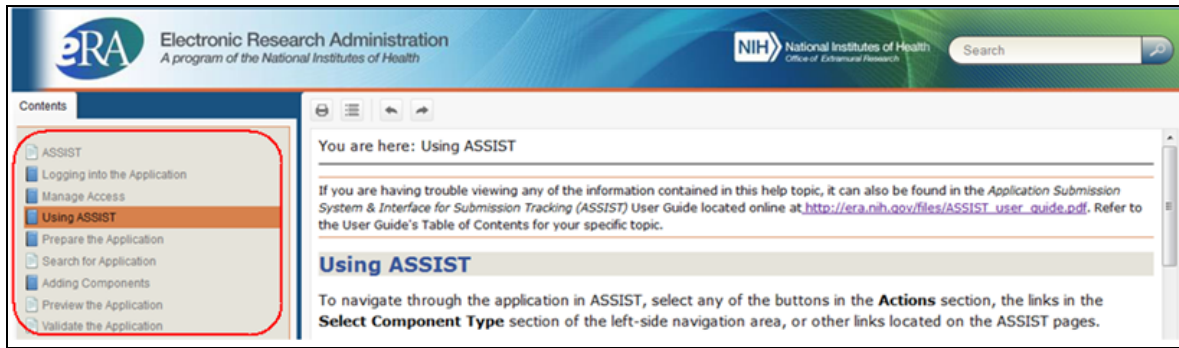 eRA
Electronic Research Administration
A program of the National Institutes of Health
NIH
National Institutes of Health
Office of Extramural Research
Search
Contents
ASSIST
Logging into the Application
Manage Access
Using ASSIST
Prepare the Application
Search for Application
Adding Components
Preview the Application
Validate the Application
You are here: Using ASSIST
If you are having trouble viewing any of the information contained in this help topic, it can also be found in the Application Submission
System & Interface for Submission Tracking (ASSIST) User Guide located online at http://era.nih.gov/files/ASSIST_user_guide.pdf. Refer to
the User Guide's Table of Contents for your specific topic.
Using ASSIST
To navigate through the application in ASSIST, select any of the buttons in the Actions section, the links in the
Select Component Type section of the left-side navigation area, or other links located on the ASSIST pages.